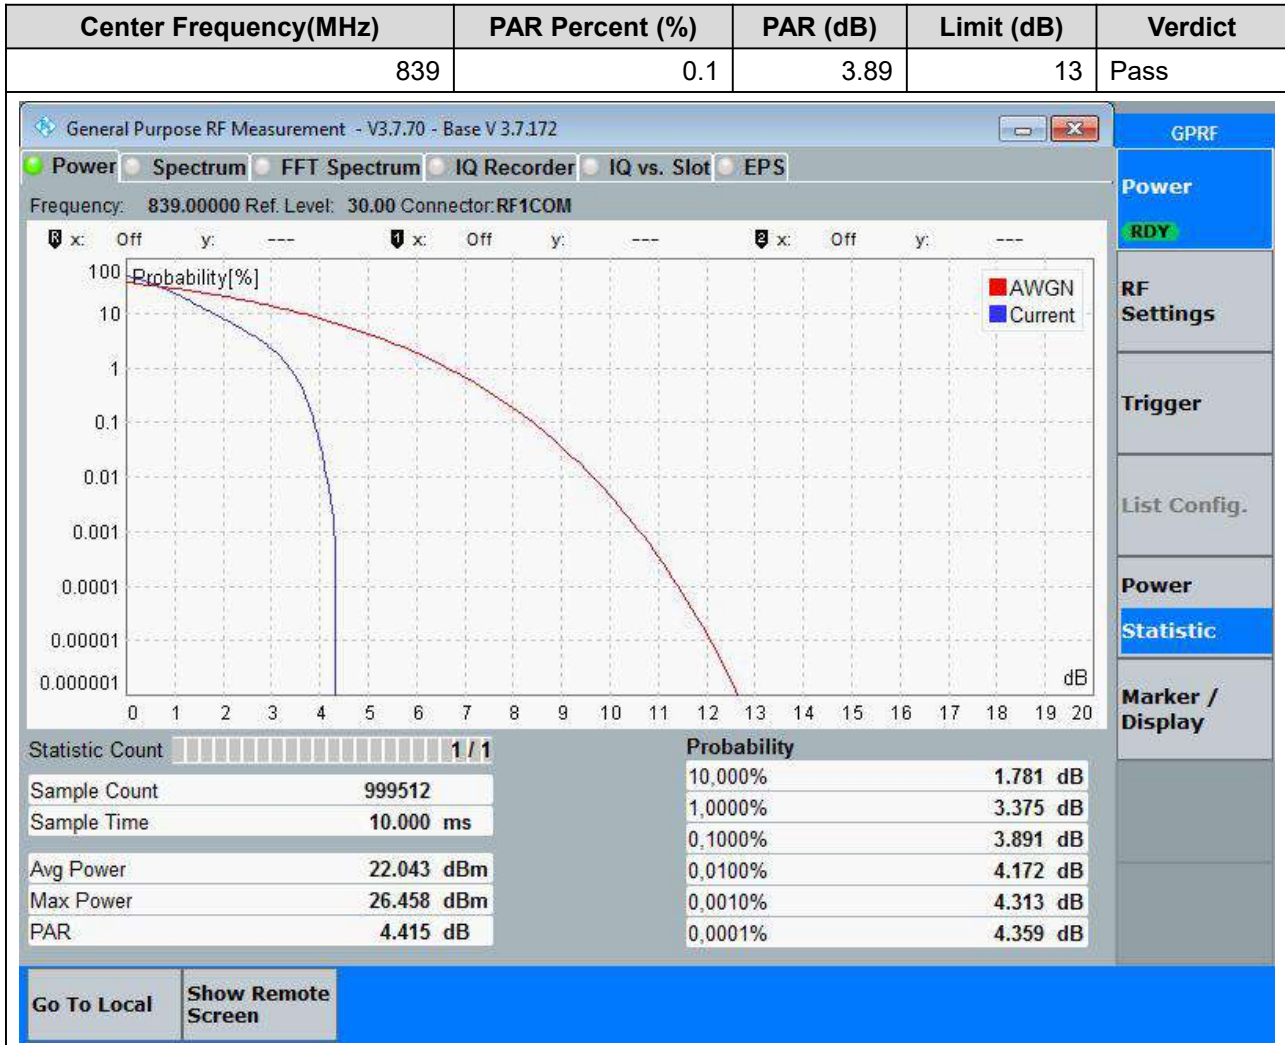 Center Frequency(MHz) PAR Percent (%) PAR (dB) Limit (dB) Verdict
839 0.1 3.89 13 Pass
General Purpose RF Measurement - V3.7.70 - Base V 3.7.172
GPRF
Power Spectrum FFT Spectrum IQ Recorder IQ vs. Slot EPS
Frequency: 839.00000 Ref. Level: 30.00 Connector: RF1COM
R x: Off y: --- 1 x: Off y: --- 2 x: Off y: ---
Probability[%]
100
10
1
0.1
0.01
0.001
0.0001
0.00001
0.000001
AWGN
Current
dB
0 1 2 3 4 5 6 7 8 9 10 11 12 13 14 15 16 17 18 19 20
Statistic Count 1 / 1
Sample Count 999512
Sample Time 10.000 ms
Avg Power 22.043 dBm
Max Power 26.458 dBm
PAR 4.415 dB
Probability
10,000% 1.781 dB
1,0000% 3.375 dB
0,1000% 3.891 dB
0,0100% 4.172 dB
0,0010% 4.313 dB
0,0001% 4.359 dB
Power
RDY
RF
Settings
Trigger
List Config.
Power
Statistic
Marker /
Display
Go To Local
Show Remote
Screen